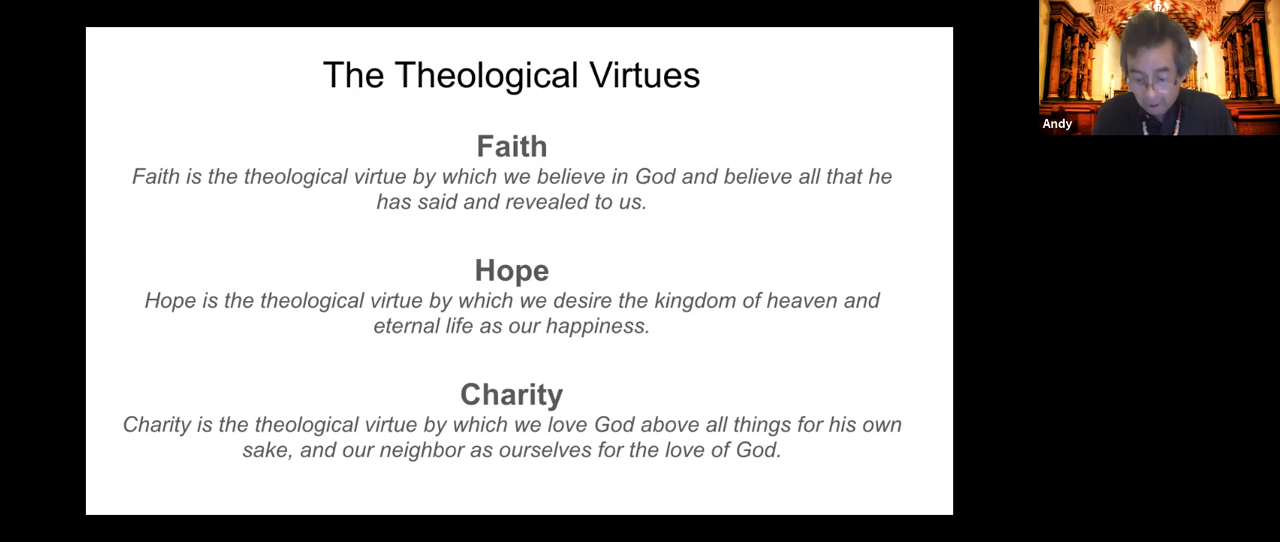 The Theological Virtues
Faith
Faith is the theological virtue by which we believe in God and believe all that he
has said and revealed to us.
Hope
Hope is the theological virtue by which we desire the kingdom of heaven and
eternal life as our happiness.
Charity
Charity is the theological virtue by which we love God above all things for his own
sake, and our neighbor as ourselves for the love of God.
Andy